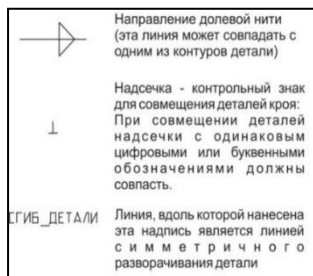 Направление долевой нити
(эта линия может совпадать с
одним из контуров детали)
Надсечка - контрольный знак
для совмещения деталей кроя:
При совмещении деталей
надсечки с одинаковым
цифровыми или буквенными
обозначениями должны
совпасть.
СГИБ_ДЕТАЛИ
Линия, вдоль которой нанесена
эта надпись является линией
симметричного
разворачивания детали